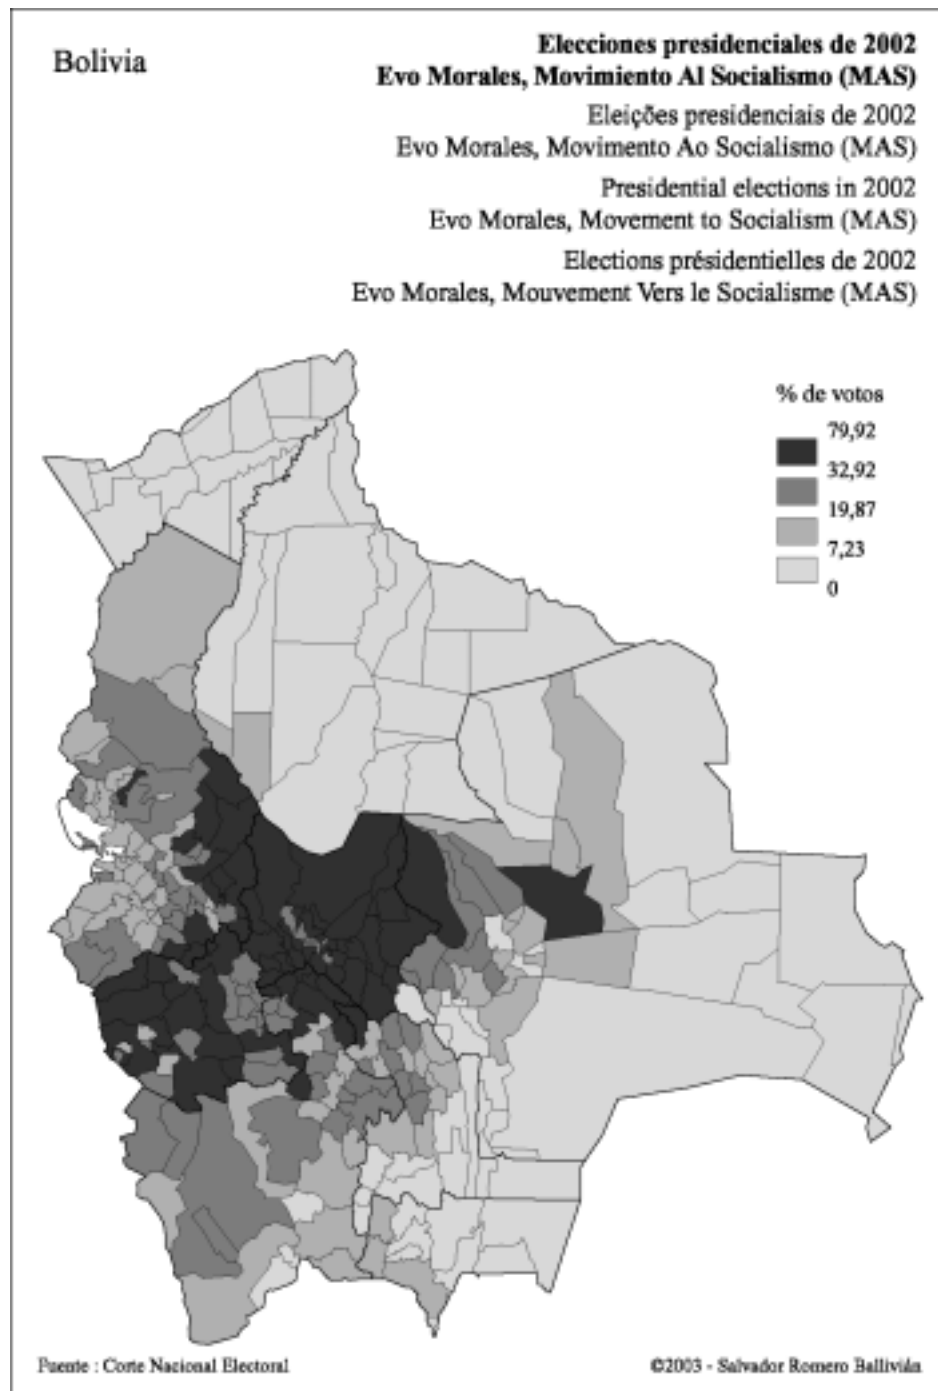 Bolivia
Elecciones presidenciales de 2002
Evo Morales, Movimiento Al Socialismo (MAS)
Eleições presidenciais de 2002
Evo Morales, Movimento Ao Socialismo (MAS)
Presidential elections in 2002
Evo Morales, Movement to Socialism (MAS)
Elections présidentielles de 2002
Evo Morales, Mouvement Vers le Socialisme (MAS)
% de votos
79,92
32,92
19,87
7,23
0
Fuente : Corte Nacional Electoral
©2003 - Salvador Romero Ballivián